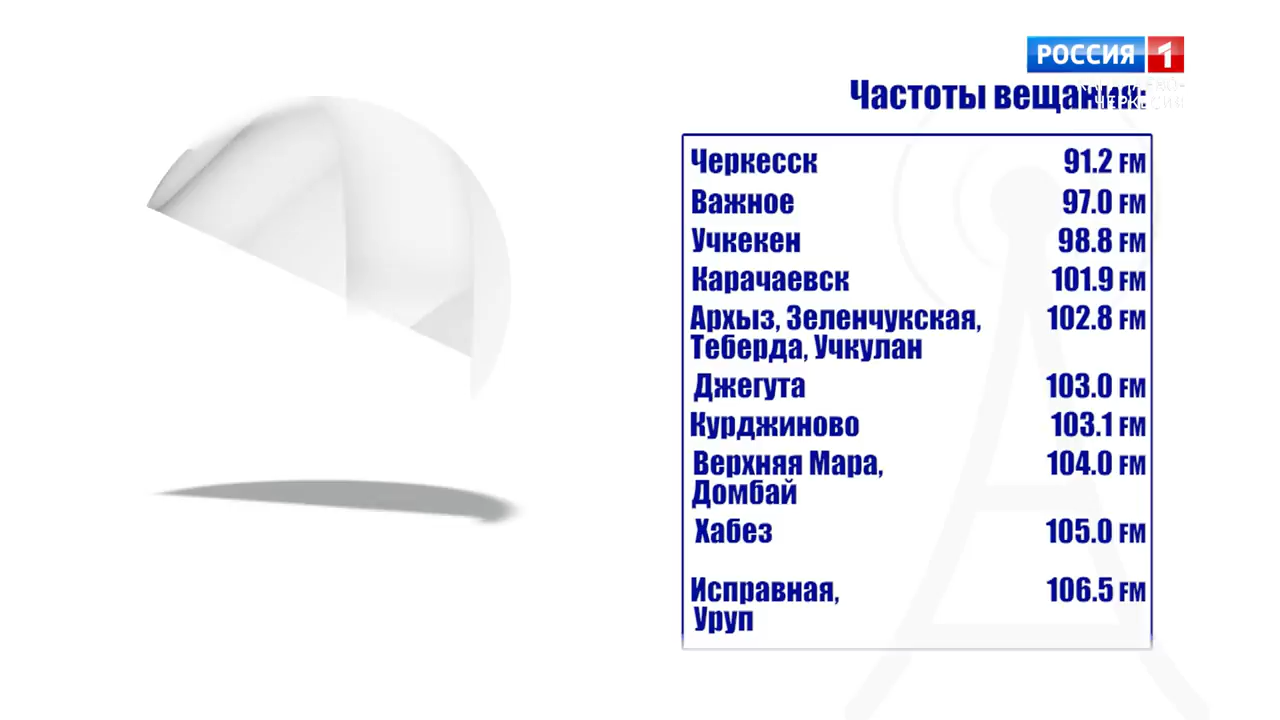 РОССИЯ 1
Частоты вещания:
ЧЕРКЕСИЯ
Черкесск 91.2 FM
Важное 97.0 FM
Учкекен 98.8 FM
Карачаевск 101.9 FM
Архыз, Зеленчукская, 102.8 FM
Теберда, Учкулан
Джегута 103.0 FM
Курджиново 103.1 FM
Верхняя Мара, 104.0 FM
Домбай
Хабез 105.0 FM
Исправная, 106.5 FM
Уруп